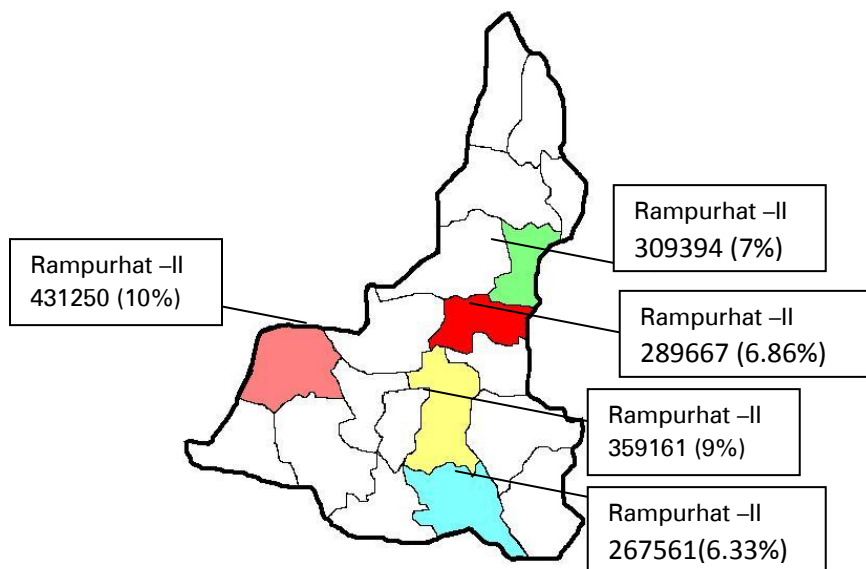 Rampurhat –II
309394 (7%)
Rampurhat –II
431250 (10%)
Rampurhat –II
289667 (6.86%)
Rampurhat –II
359161 (9%)
Rampurhat –II
267561(6.33%)